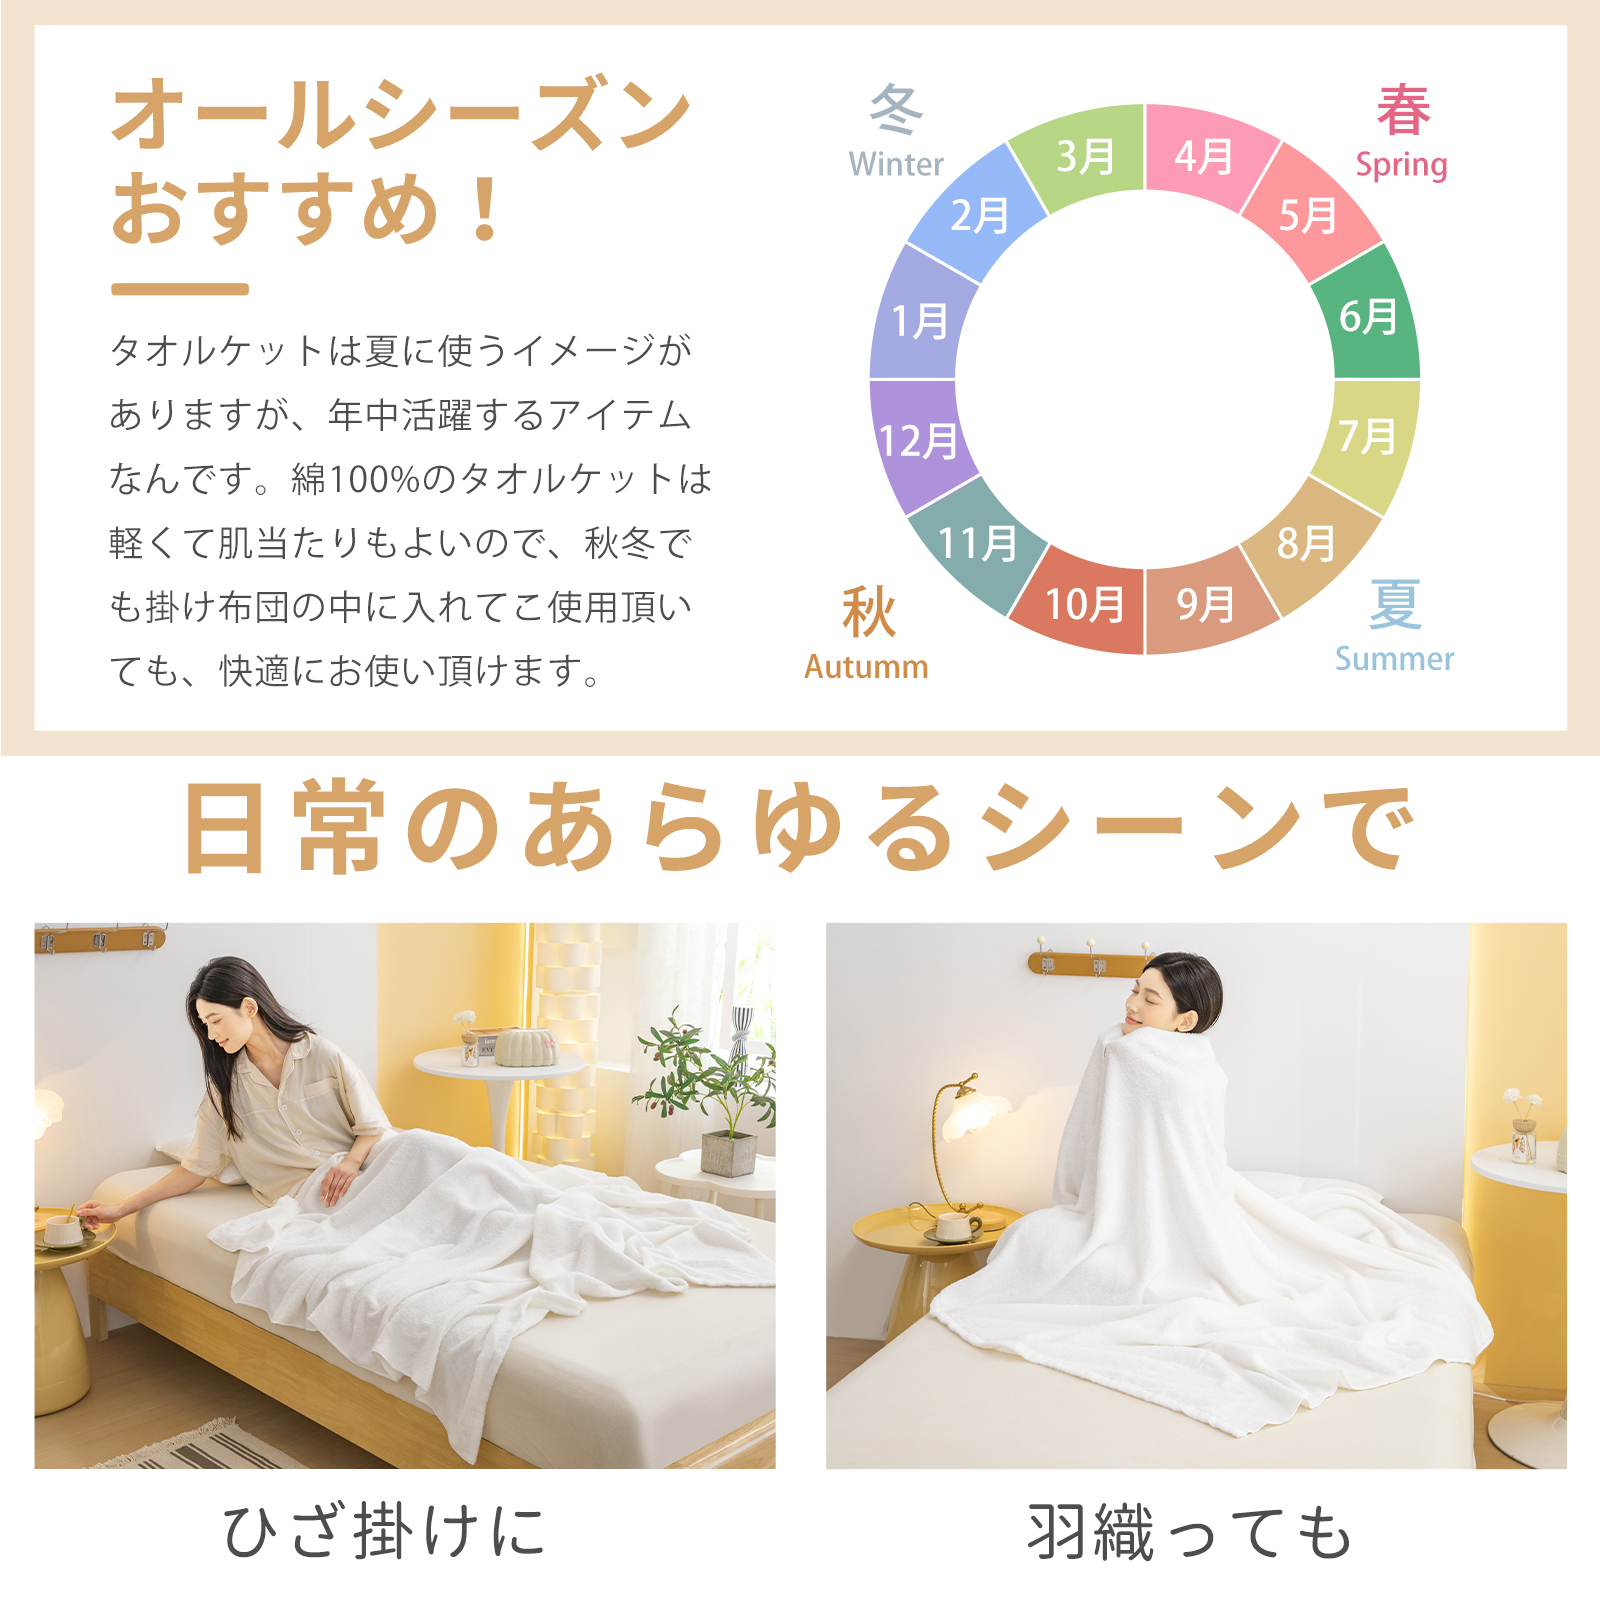 オールシーズン
おすすめ！
タオルケットは夏に使うイメージが
ありますが、年中活躍するアイテム
なんです。綿100%のタオルケットは
軽くて肌当たりもよいので、秋冬で
も掛け布団の中に入れてこ使用頂い
ても、快適にお使い頂けます。
冬
Winter
春
Spring
3月
4月
2月
5月
1月
6月
12月
7月
11月
8月
10月
9月
秋
Autumm
夏
Summer
日常のあらゆるシーンで
ひざ掛けに
羽織っても